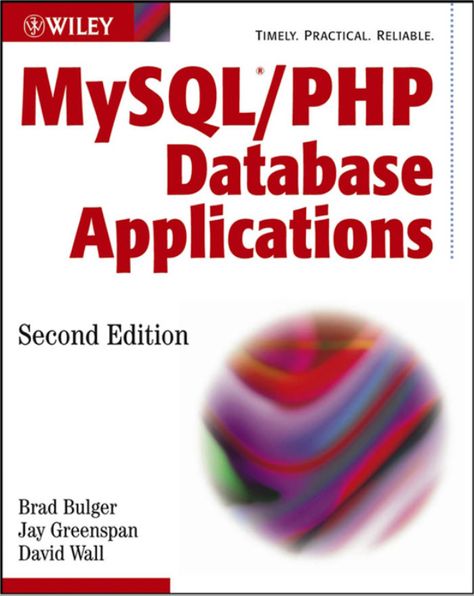 WILEY
TIMELY. PRACTICAL. RELIABLE.
MySQL®/PHP
Database
Applications
Second Edition
Brad Bulger
Jay Greenspan
David Wall